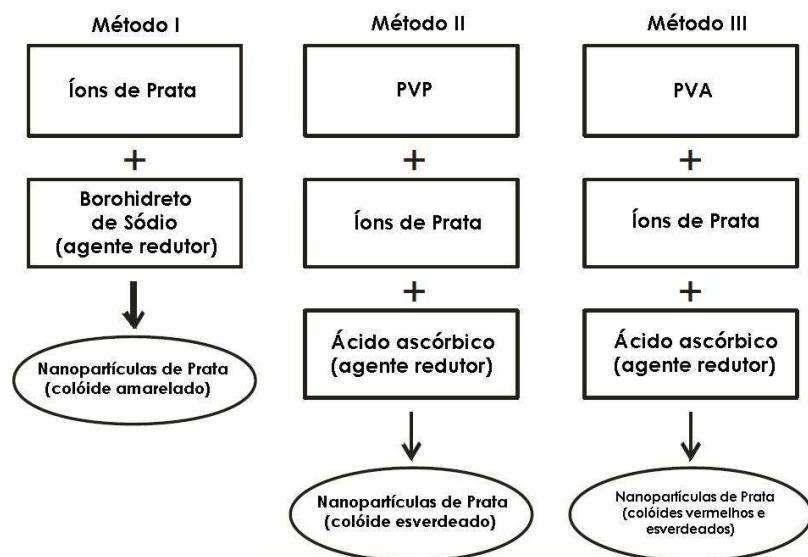 Método I
Íons de Prata
+
Borohidreto
de Sódio
(agente redutor)
Nanopartículas de Prata
(colóide amarelado)
Método II
PVP
+
Íons de Prata
+
Ácido ascórbico
(agente redutor)
Nanopartículas de Prata
(colóide esverdeado)
Método III
PVA
+
Íons de Prata
+
Ácido ascórbico
(agente redutor)
Nanopartículas de Prata
(colóides vermelhos e
esverdeados)